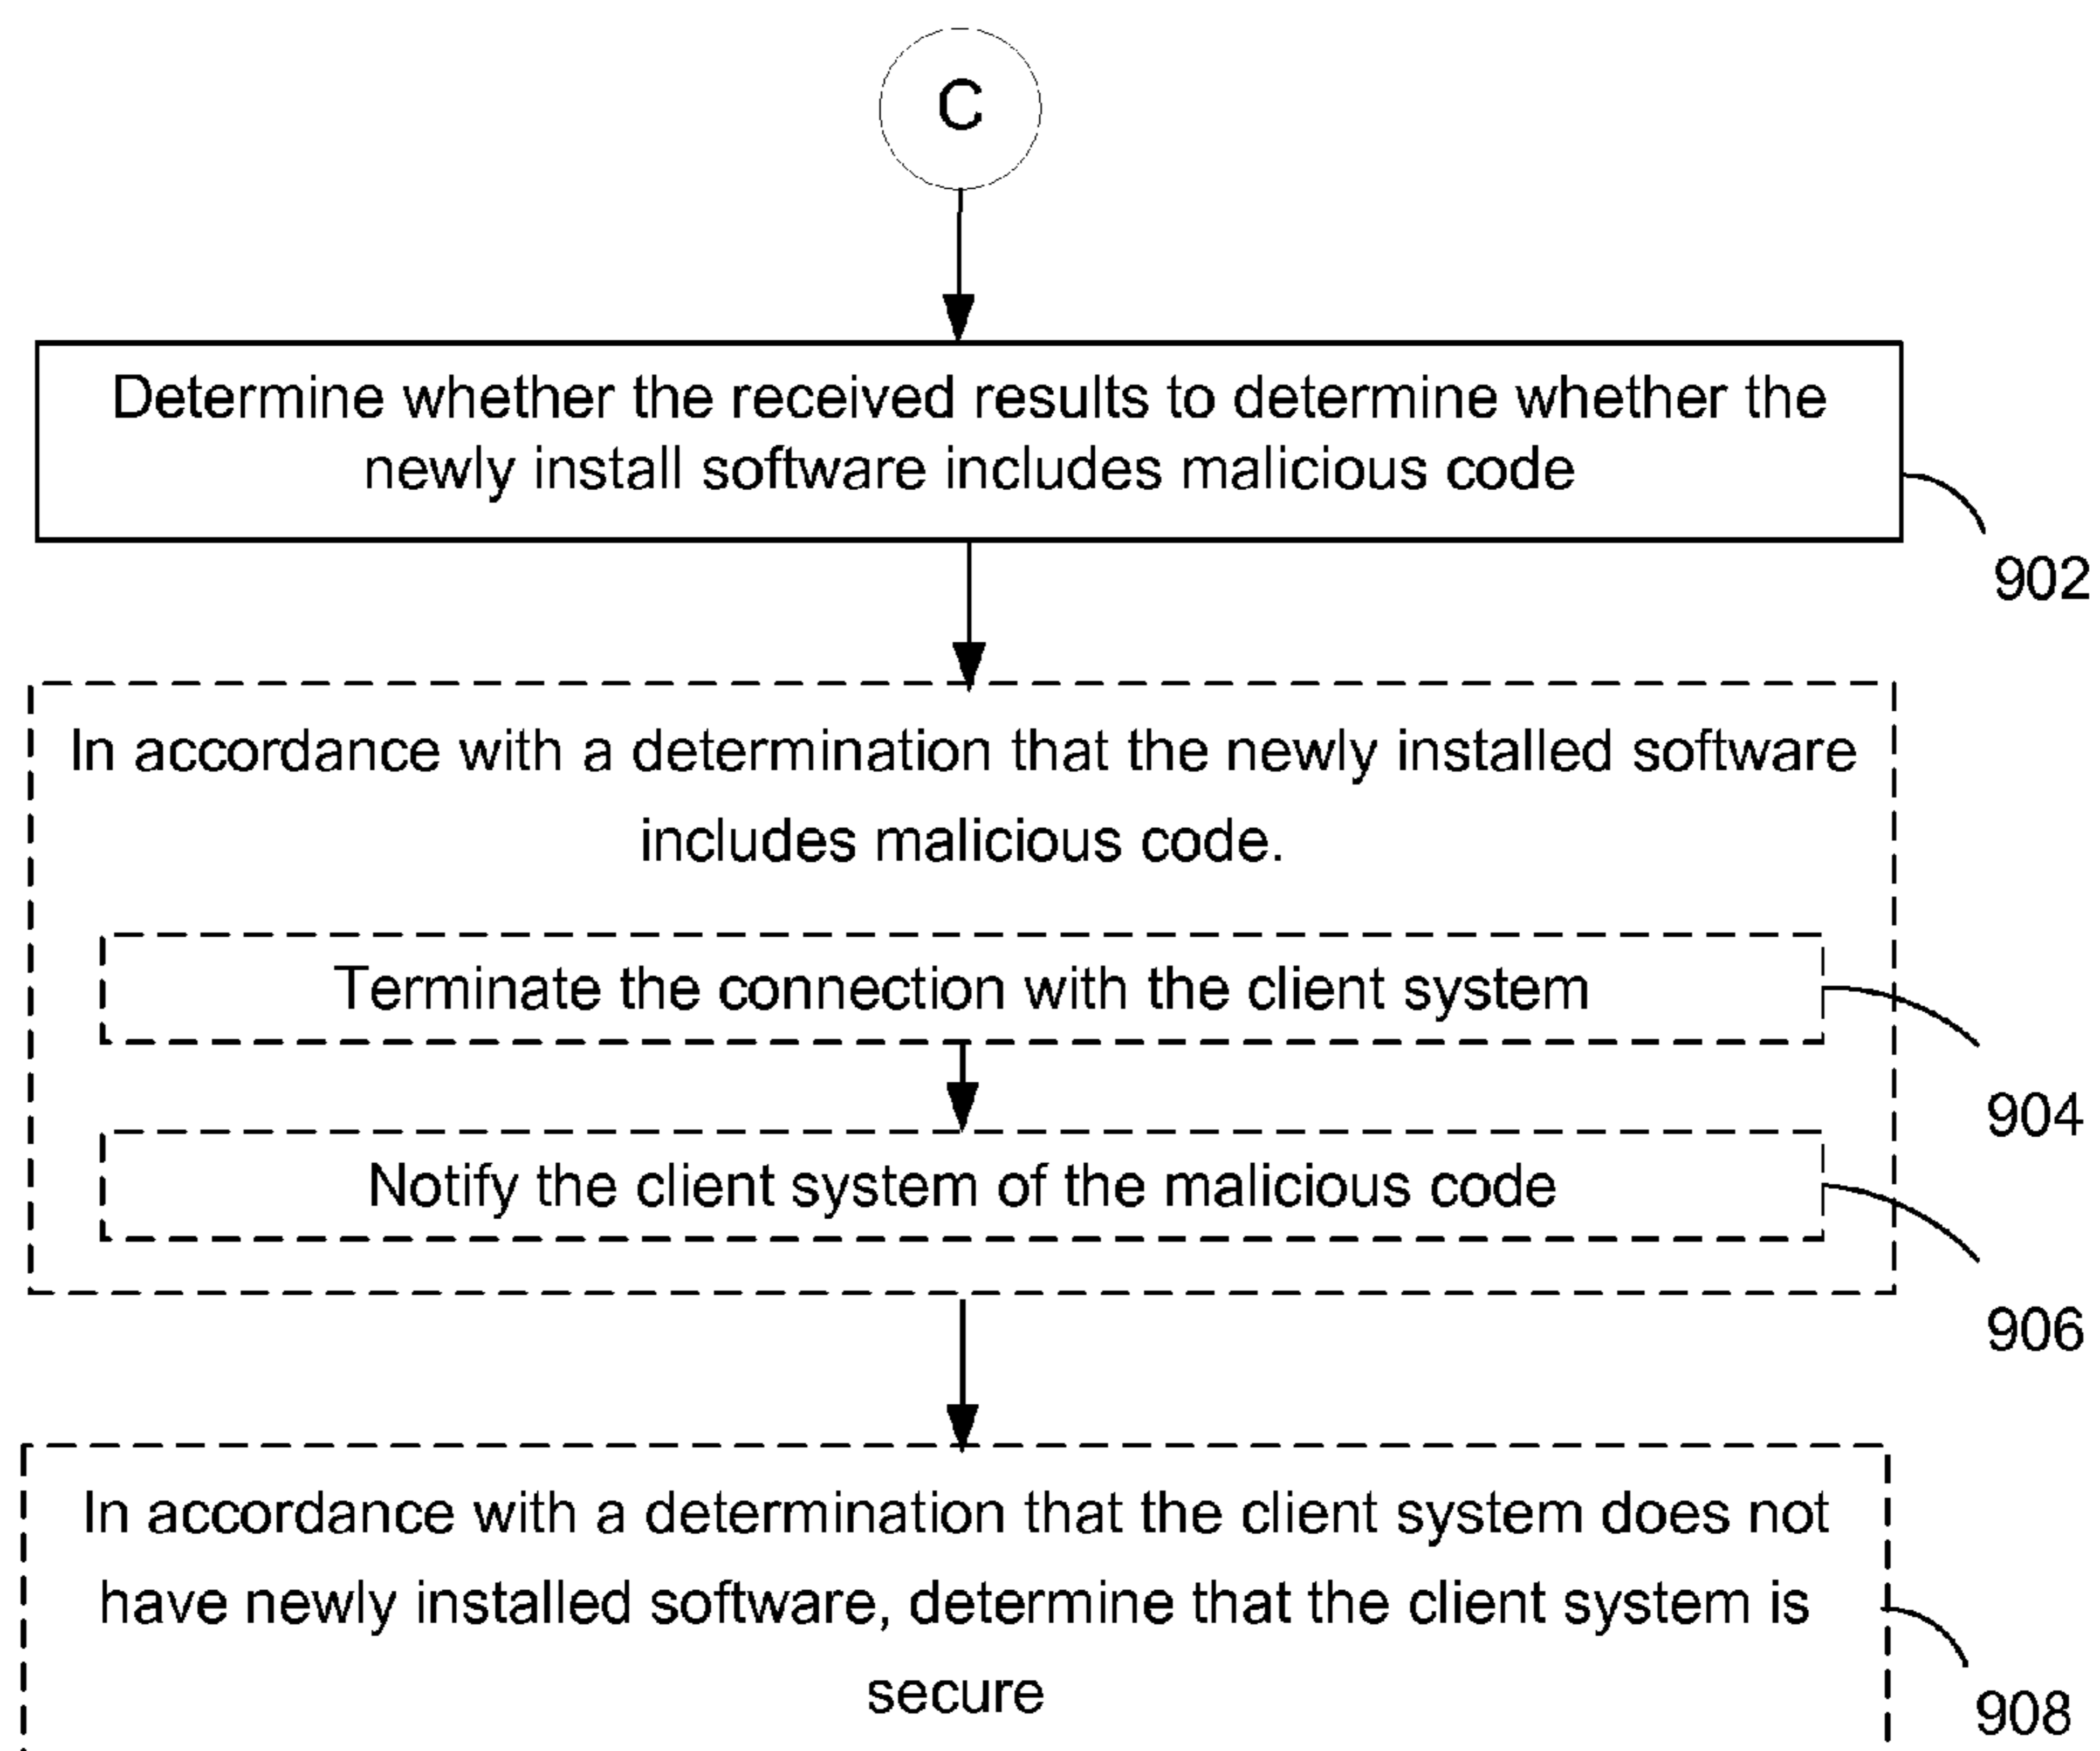 C
Determine whether the received results to determine whether the
newly install software includes malicious code
902
In accordance with a determination that the newly installed software
includes malicious code.
Terminate the connection with the client system
904
Notify the client system of the malicious code
906
In accordance with a determination that the client system does not
have newly installed software, determine that the client system is
secure
908